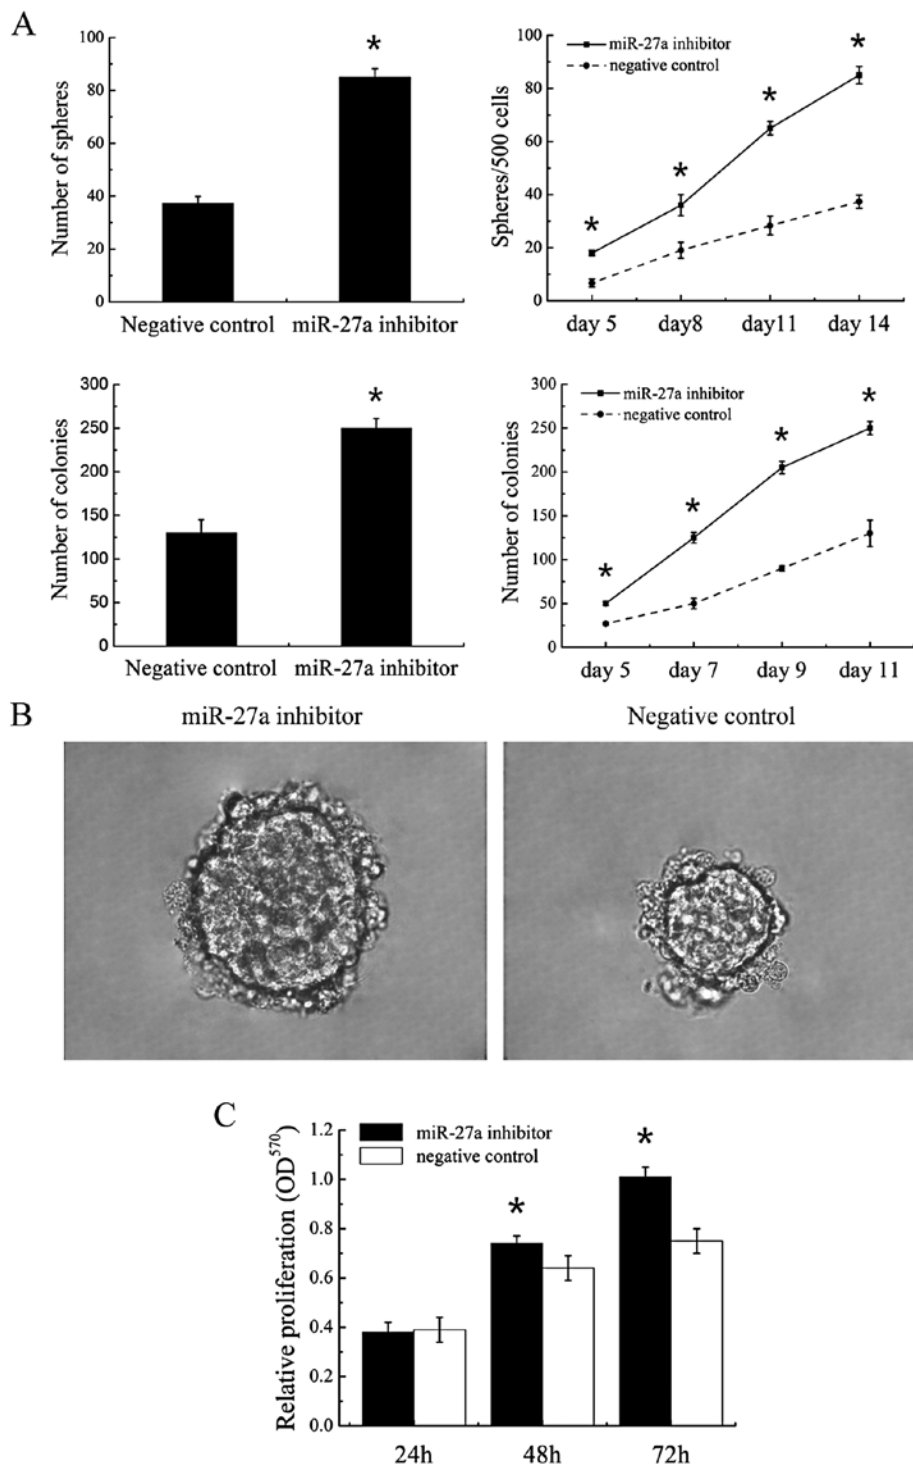 A
Number of spheres
100
80
60
40
20
0
*
Negative control
miR-27a inhibitor
Spheres/500 cells
100
80
60
40
20
0
miR-27a inhibitor
negative control
*
*
*
*
day 5
day8
day11
day 14
Number of colonies
300
250
200
150
100
50
0
*
Negative control
miR-27a inhibitor
Number of colonies
300
250
200
150
100
50
0
miR-27a inhibitor
negative control
*
*
*
*
day 5
day 7
day 9
day 11
B
miR-27a inhibitor
Negative control
C
Relative proliferation (OD⁵⁷⁰)
1.2
1.0
0.8
0.6
0.4
0.2
0.0
miR-27a inhibitor
negative control
*
*
24h
48h
72h